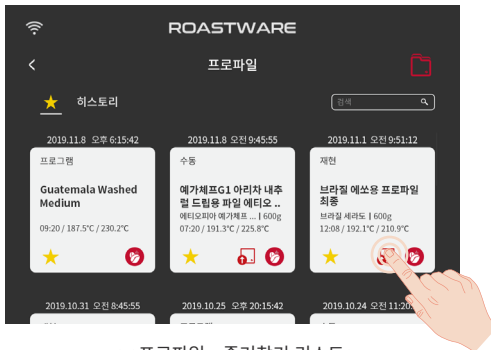 ROASTWARE
프로파일
히스토리
검색
2019.11.8 오후 6:15:42
프로그램
Guatemala Washed
Medium
09:20 / 187.5℃ / 230.2℃
2019.11.8 오전 9:45:55
수동
예가체프G1 아리차 내추
럴 드립용 파일 에티오 ..
에티오피아 예가체프 ... | 600g
07:20 / 191.3℃ / 225.8℃
2019.11.1 오전 9:51:12
재현
브라질 에쏘용 프로파일
최종
브라질 세라도 | 600g
12:08 / 192.1℃ / 210.9℃
2019.10.31 오전 8:45:55
2019.10.25 오후 20:15:42
2019.10.24 오전 11:20